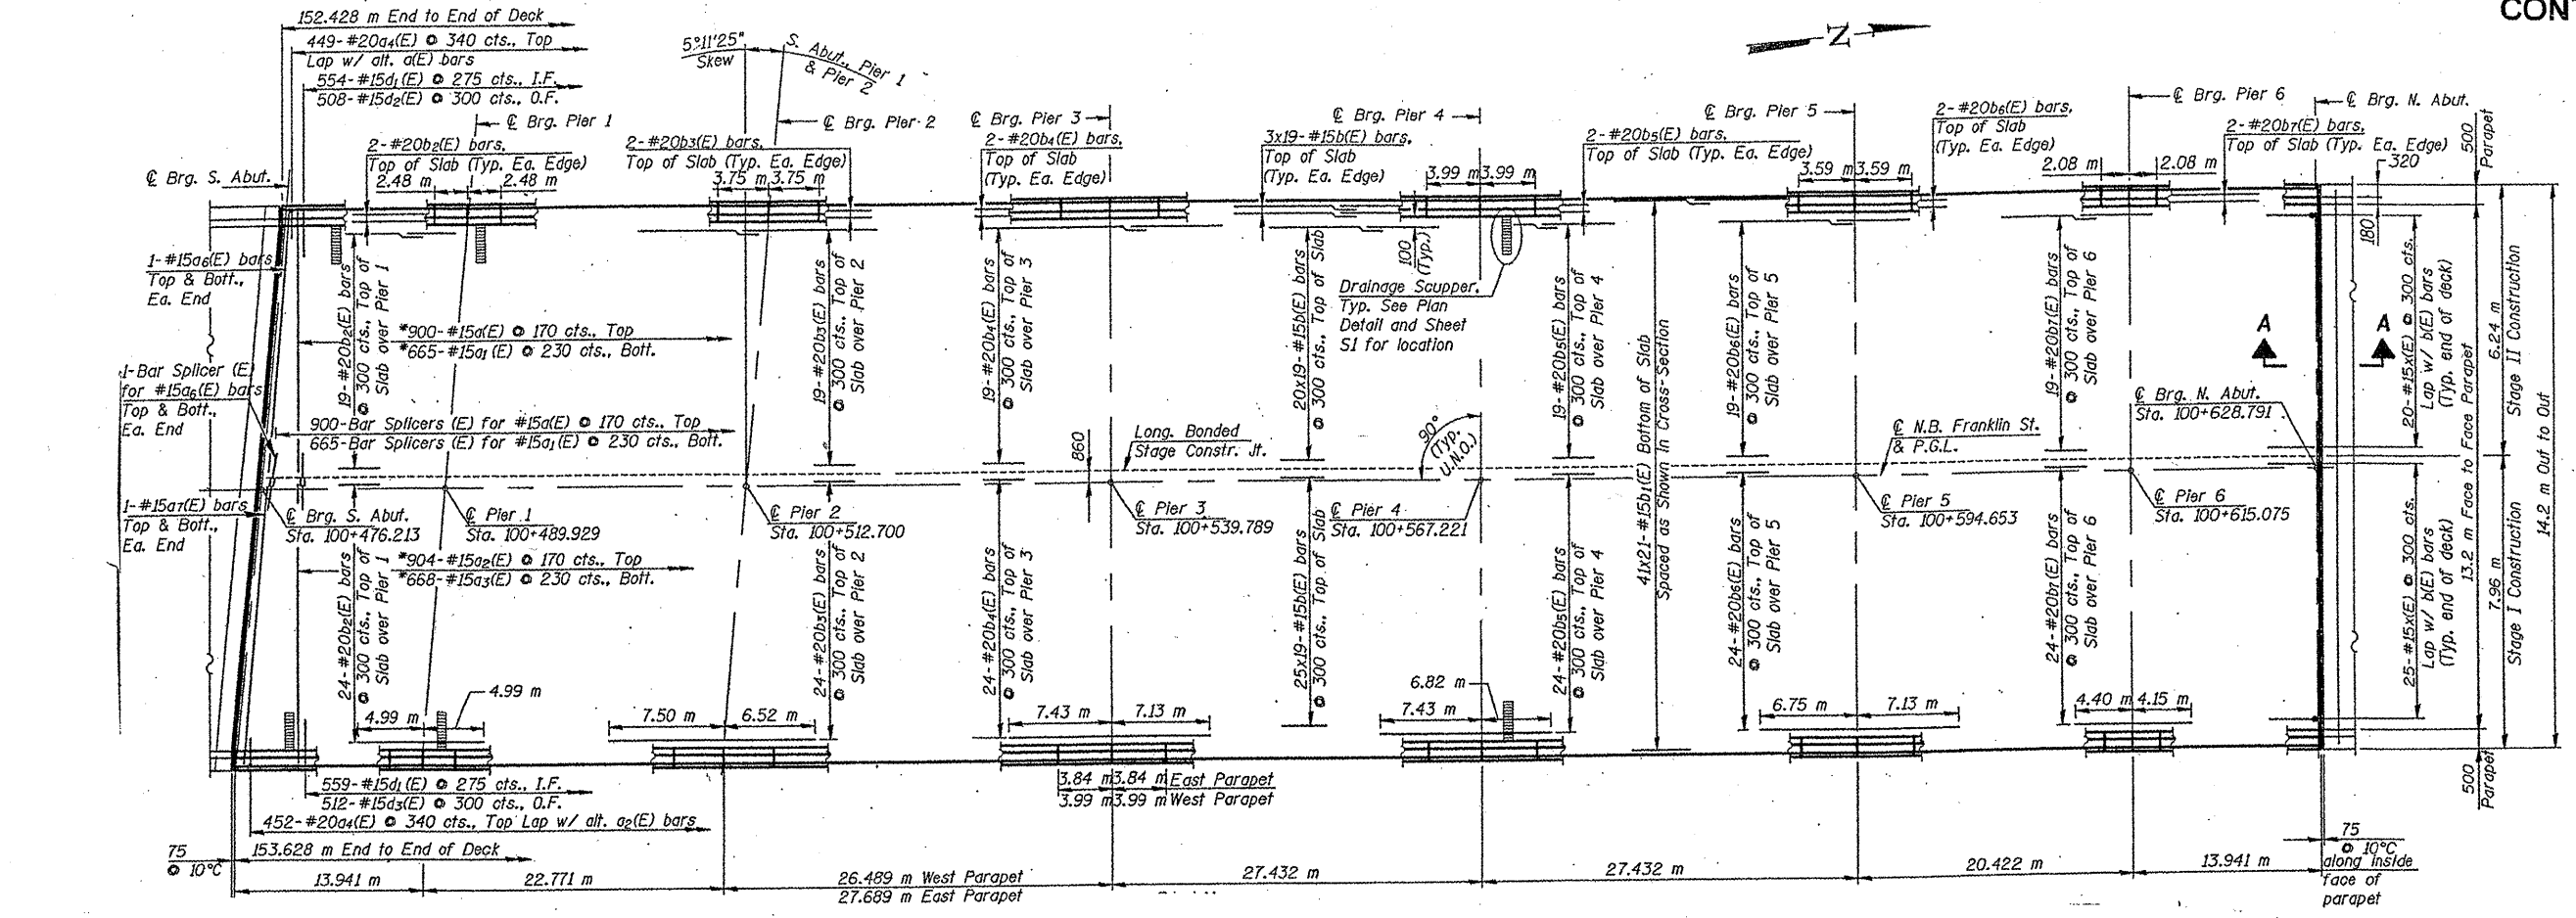 CON
152.428 m End to End of Deck
449-#20a4(E) @ 340 cts., Top
Lap w/ alt. a(E) bars
554-#15d1(E) @ 275 cts., I.F.
508-#15d2(E) @ 300 cts., O.F.
℄ Brg. Pier 1
2-#20b2(E) bars,
Top of Slab (Typ. Ea. Edge)
2.48 m
2.48 m
℄ Brg. S. Abut.
5°11'25"
Skew
S. Abut., Pier 1
& Pier 2
℄ Brg. Pier 2
2-#20b3(E) bars,
Top of Slab (Typ. Ea. Edge)
3.75 m
3.75 m
℄ Brg. Pier 3
2-#20b4(E) bars,
Top of Slab
(Typ. Ea. Edge)
℄ Brg. Pier 4
3x19-#15b(E) bars,
Top of Slab
(Typ. Ea. Edge)
3.99 m
3.99 m
Z
℄ Brg. Pier 5
2-#20b5(E) bars,
Top of Slab (Typ. Ea. Edge)
3.59 m
3.59 m
2-#20b6(E) bars,
Top of Slab
(Typ. Ea. Edge)
℄ Brg. Pier 6
℄ Brg. N. Abut.
2-#20b7(E) bars,
Top of Slab (Typ. Ea. Edge)
2.08 m
2.08 m
320
500
Parapet
180
1-#15a6(E) bars
Top & Bott.,
Ea. End
19-#20b2(E) bars
@ 300 cts., Top of
Slab over Pier 1
*900-#15a(E) @ 170 cts., Top
*665-#15a1(E) @ 230 cts., Bott.
19-#20b3(E) bars
@ 300 cts., Top of
Slab over Pier 2
19-#20b4(E) bars
@ 300 cts., Top of
Slab over Pier 3
20x19-#15b(E) bars
@ 300 cts., Top of Slab
100
(Typ.)
Drainage Scupper.
Typ. See Plan
Detail and Sheet
S1 for location
19-#20b5(E) bars
@ 300 cts., Top of
Slab over Pier 4
41x21-#15b1(E) Bottom of Slab
Spaced as Shown in Cross-Section
19-#20b6(E) bars
@ 300 cts., Top of
Slab over Pier 5
19-#20b7(E) bars
@ 300 cts., Top of
Slab over Pier 6
A
A
20-#15x(E) @ 300 cts.
Lap w/ b(E) bars
(Typ. end of deck)
13.2 m Face to Face Parapet
6.24 m
Stage II Construction
14.2 m Out to Out
1-Bar Splicer (E)
for #15a6(E) bars
Top & Bott.,
Ea. End
900-Bar Splicers (E) for #15a(E) @ 170 cts., Top
665-Bar Splicers (E) for #15a1(E) @ 230 cts., Bott.
860
Long. Bonded
Stage Constr. Jt.
90°
(Typ.
U.N.O.)
℄ N.B. Franklin St.
& P.G.L.
℄ Brg. N. Abut.
Sta. 100+628.791
1-#15a7(E) bars
Top & Bott.,
Ea. End
℄ Brg. S. Abut.
Sta. 100+476.213
℄ Pier 1
Sta. 100+489.929
℄ Pier 2
Sta. 100+512.700
℄ Pier 3
Sta. 100+539.789
℄ Pier 4
Sta. 100+567.221
℄ Pier 5
Sta. 100+594.653
℄ Pier 6
Sta. 100+615.075
*904-#15a2(E) @ 170 cts., Top
*668-#15a3(E) @ 230 cts., Bott.
24-#20b2(E) bars
@ 300 cts., Top of
Slab over Pier 1
24-#20b3(E) bars
@ 300 cts., Top of
Slab over Pier 2
24-#20b4(E) bars
@ 300 cts., Top of
Slab over Pier 3
25x19-#15b(E) bars
@ 300 cts., Top of Slab
24-#20b5(E) bars
@ 300 cts., Top of
Slab over Pier 4
24-#20b6(E) bars
@ 300 cts., Top of
Slab over Pier 5
24-#20b7(E) bars
@ 300 cts., Top of
Slab over Pier 6
25-#15x(E) @ 300 cts.
Lap w/ b(E) bars
(Typ. end of deck)
7.96 m
Stage I Construction
4.99 m
4.99 m
7.50 m
6.52 m
7.43 m
7.13 m
7.43 m
6.82 m
6.75 m
7.13 m
4.40 m
4.15 m
500
Parapet
559-#15d1(E) @ 275 cts., I.F.
512-#15d3(E) @ 300 cts., O.F.
452-#20a4(E) @ 340 cts., Top Lap w/ alt. a2(E) bars
3.84 m
3.84 m East Parapet
3.99 m
3.99 m West Parapet
75
@ 10°C
153.628 m End to End of Deck
13.941 m
22.771 m
26.489 m West Parapet
27.689 m East Parapet
27.432 m
27.432 m
20.422 m
13.941 m
75
@ 10°C
along inside
face of
parapet